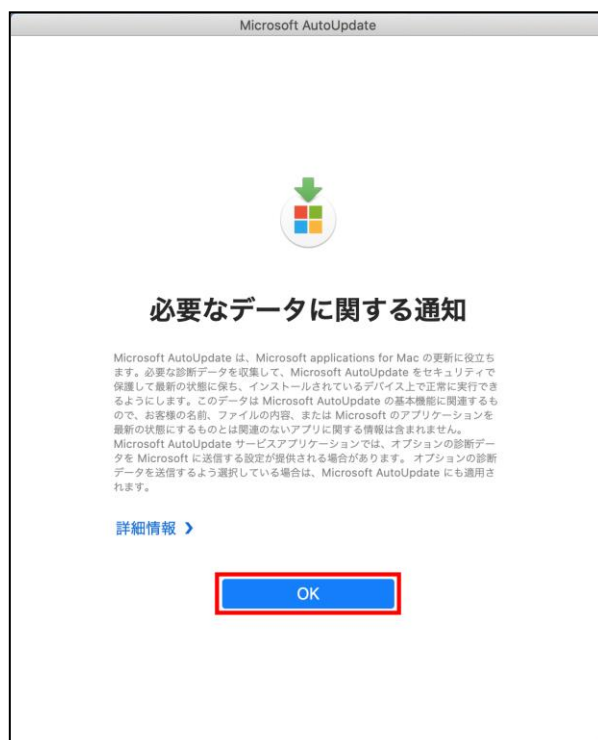 Microsoft AutoUpdate
必要なデータに関する通知
Microsoft AutoUpdate は、Microsoft applications for Mac の更新に役立ち
ます。必要な診断データを収集して、Microsoft AutoUpdate をセキュリティで
保護して最新の状態に保ち、インストールされているデバイス上で正常に実行でき
るようにします。このデータは Microsoft AutoUpdate の基本機能に関連するも
ので、お客様の名前、ファイルの内容、または Microsoft のアプリケーションを
最新の状態にするものとは関連のないアプリに関する情報は含まれません。
Microsoft AutoUpdate サービスアプリケーションでは、オプションの診断デー
タを Microsoft に送信する設定が提供される場合があります。 オプションの診断
データを送信するよう選択している場合は、Microsoft AutoUpdate にも適用さ
れます。
詳細情報 ❯
OK